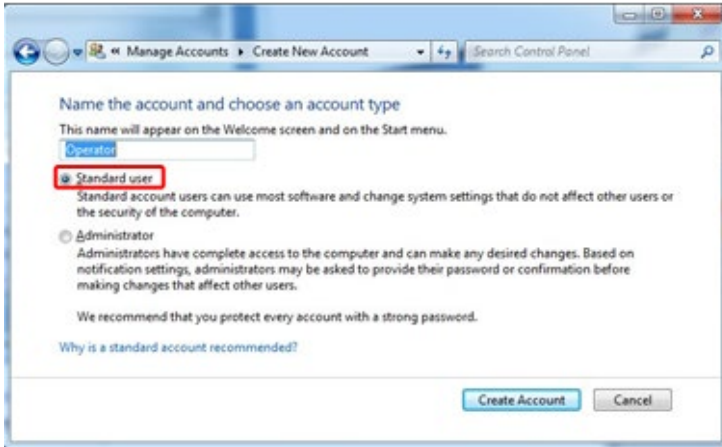 « Manage Accounts ▸ Create New Account
Search Control Panel
Name the account and choose an account type
This name will appear on the Welcome screen and on the Start menu.
Operator
Standard user
Standard account users can use most software and change system settings that do not affect other users or
the security of the computer.
Administrator
Administrators have complete access to the computer and can make any desired changes. Based on
notification settings, administrators may be asked to provide their password or confirmation before
making changes that affect other users.
We recommend that you protect every account with a strong password.
Why is a standard account recommended?
Create Account
Cancel